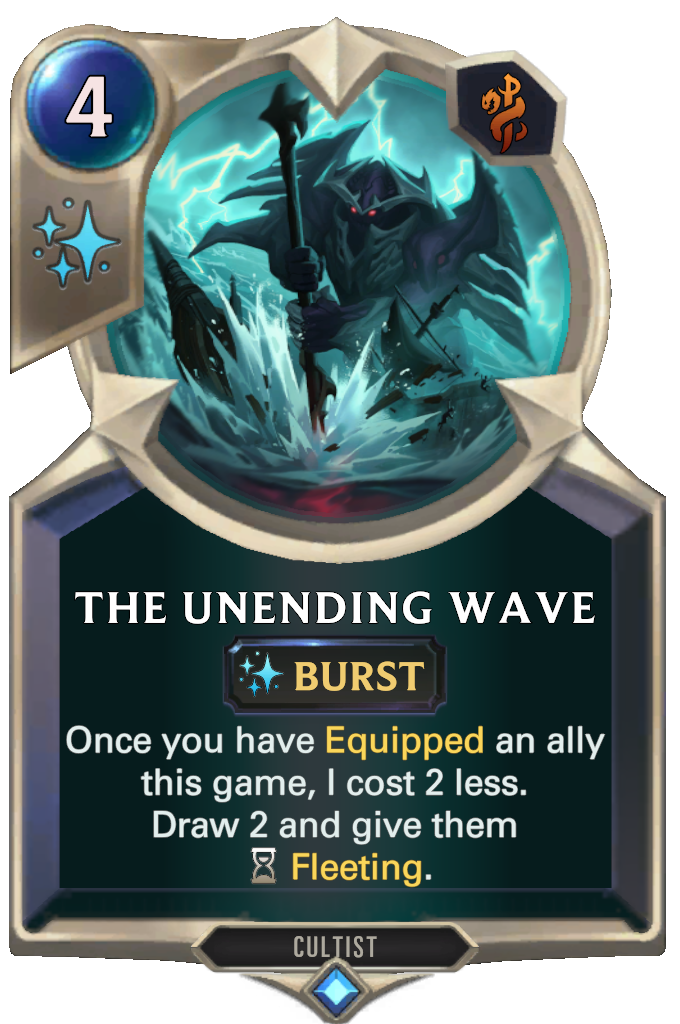 4
THE UNENDING WAVE
BURST
Once you have Equipped an ally
this game, I cost 2 less.
Draw 2 and give them
Fleeting.
CULTIST